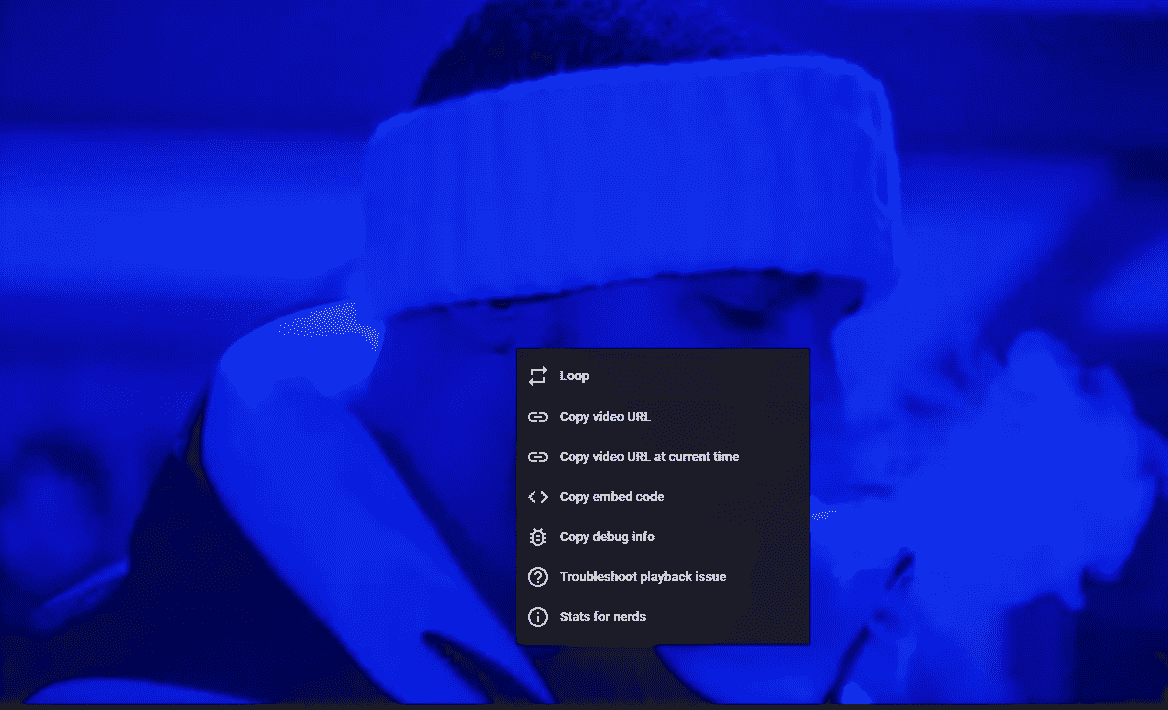 Loop
Copy video URL
Copy video URL at current time
Copy embed code
Copy debug info
Troubleshoot playback issue
Stats for nerds